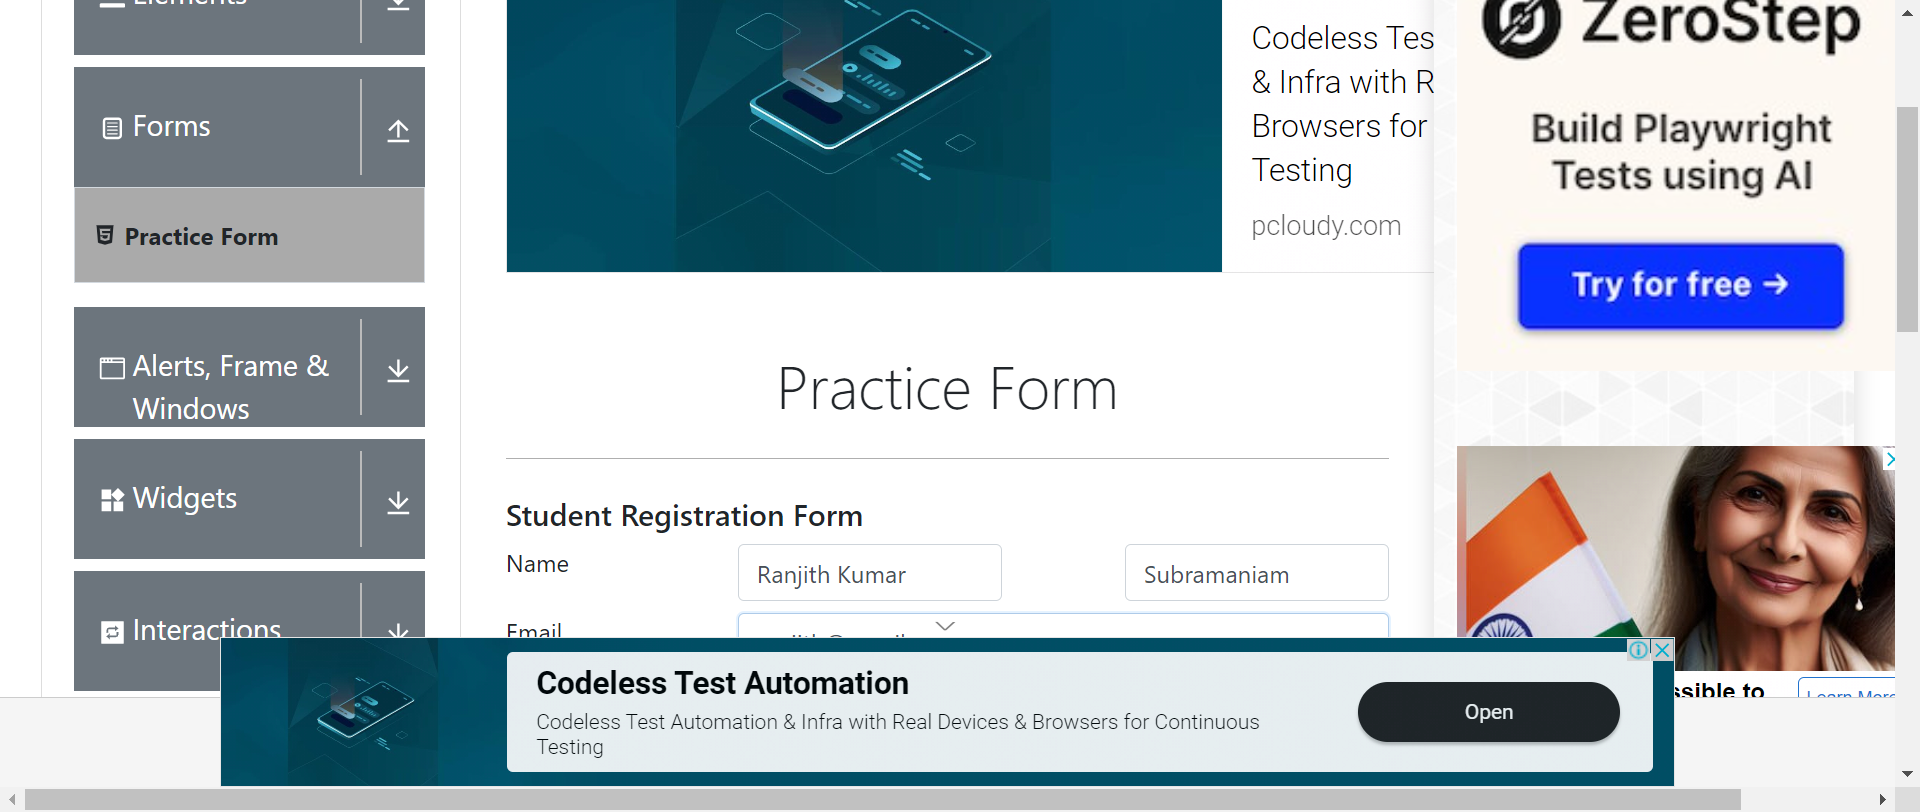 Elements
Forms
Practice Form
Alerts, Frame &
Windows
Widgets
Interactions
Codeless Tes
& Infra with R
Browsers for
Testing
pcloudy.com
Practice Form
Student Registration Form
Name
Ranjith Kumar
Subramaniam
Email
ZeroStep
Build Playwright
Tests using AI
Try for free →
ssible to
Learn More
Codeless Test Automation
Codeless Test Automation & Infra with Real Devices & Browsers for Continuous
Testing
Open